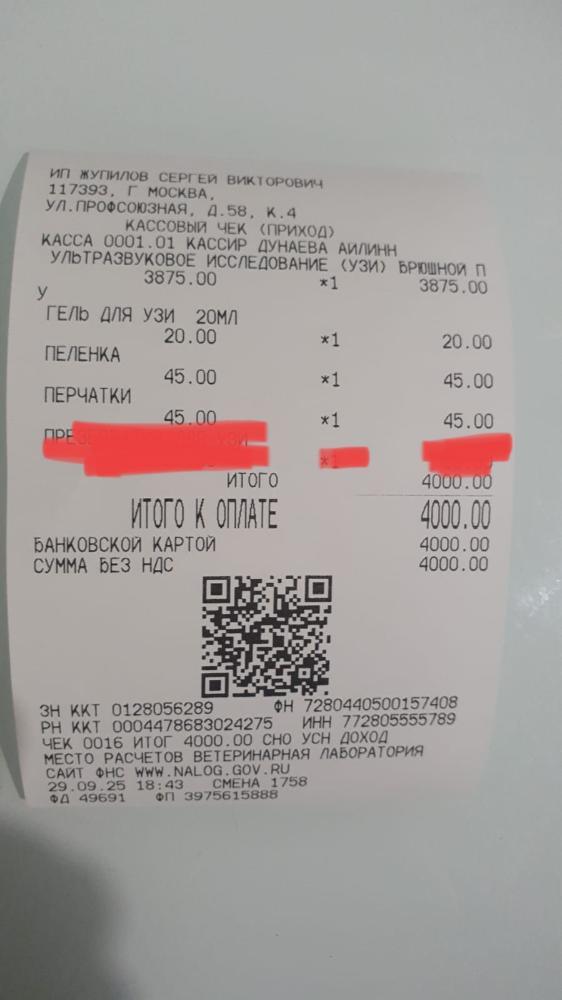 ИП ЖУПИЛОВ СЕРГЕЙ ВИКТОРОВИЧ
117393, Г МОСКВА,
УЛ.ПРОФСОЮЗНАЯ, Д.58, К.4
КАССОВЫЙ ЧЕК (ПРИХОД)
КАССА 0001.01 КАССИР ДУНАЕВА АЙЛИНН
УЛЬТРАЗВУКОВОЕ ИССЛЕДОВАНИЕ (УЗИ) БРЮШНОЙ П
3875.00 *1 3875.00
У
ГЕЛЬ ДЛЯ УЗИ 20МЛ
20.00 *1 20.00
ПЕЛЕНКА
45.00 *1 45.00
ПЕРЧАТКИ
45.00 *1 45.00
ИТОГО 4000.00
ИТОГО К ОПЛАТЕ 4000.00
БАНКОВСКОЙ КАРТОЙ 4000.00
СУММА БЕЗ НДС 4000.00
ЗН ККТ 0128056289 ФН 7280440500157408
РН ККТ 0004478683024275 ИНН 772805555789
ЧЕК 0016 ИТОГ 4000.00 СНО УСН ДОХОД
МЕСТО РАСЧЕТОВ ВЕТЕРИНАРНАЯ ЛАБОРАТОРИЯ
САЙТ ФНС WWW.NALOG.GOV.RU
29.09.25 18:43 СМЕНА 1758
ФД 49691 ФП 3975615888